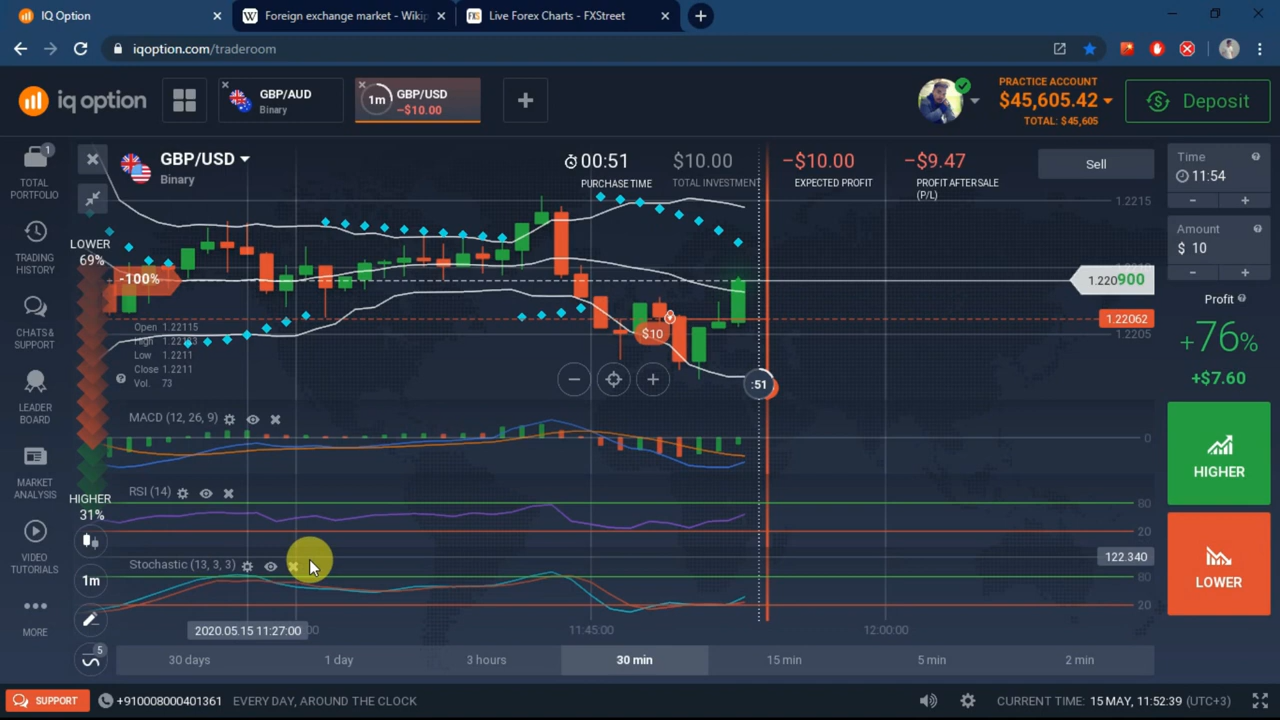 IQ Option
Foreign exchange market - Wikip
Live Forex Charts - FXStreet
iqoption.com/traderoom
iq option
GBP/AUD
Binary
1m
GBP/USD
-$10.00
PRACTICE ACCOUNT
$45,605.42
TOTAL: $45,605
Deposit
1
TOTAL
PORTFOLIO
TRADING
HISTORY
CHATS &
SUPPORT
LEADER
BOARD
MARKET
ANALYSIS
VIDEO
TUTORIALS
MORE
GBP/USD
Binary
00:51
PURCHASE TIME
$10.00
TOTAL INVESTMENT
-$10.00
EXPECTED PROFIT
-$9.47
PROFIT AFTER SALE
(P/L)
Sell
1.2215
LOWER
69%
-100%
Open 1.22115
Low 1.2211
Close 1.2211
Vol. 73
$10
:51
1.220900
1.22062
1.2205
MACD (12, 26, 9)
0
HIGHER
31%
RSI (14)
80
20
Stochastic (13, 3, 3)
122.340
80
20
1m
5
2020.05.15 11:27:00
11:45:00
12:00:00
30 days
1 day
3 hours
30 min
15 min
5 min
2 min
Time
11:54
-
+
Amount
$ 10
-
+
Profit
+76%
+$7.60
HIGHER
LOWER
SUPPORT
+910008000401361
EVERY DAY, AROUND THE CLOCK
CURRENT TIME: 15 MAY, 11:52:39 (UTC+3)